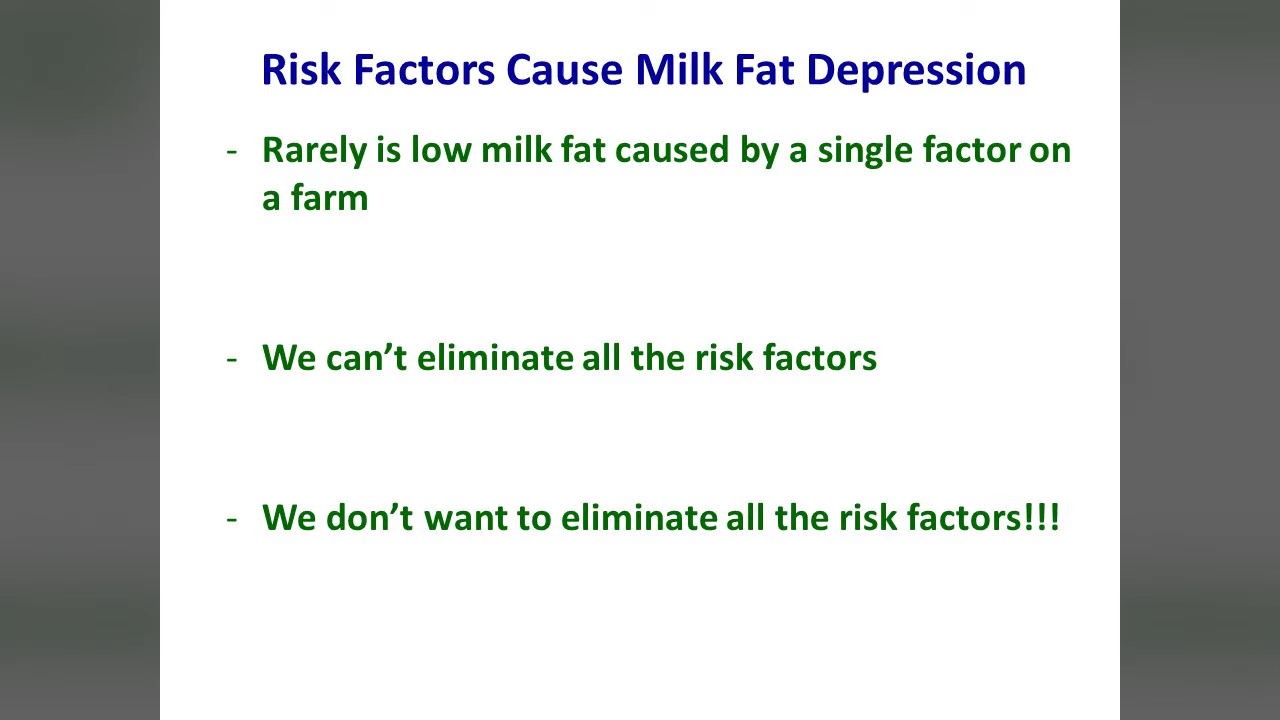 Risk Factors Cause Milk Fat Depression
- Rarely is low milk fat caused by a single factor on
a farm
- We can’t eliminate all the risk factors
- We don’t want to eliminate all the risk factors!!!